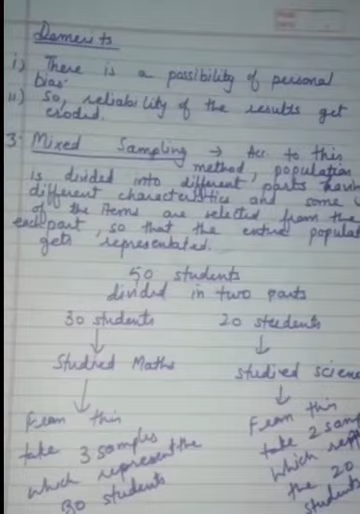 Demerits
i) There is a possibility of personal
bias.
ii) So, reliability of the results get
eroded.
3. Mixed Sampling → Acc. to this
method, population
is divided into different parts having
different characteristics and some
of the items are selected from the
each part, so that the entire populat
gets represented.
50 students
divided in two parts
30 students 20 students
↓ ↓
Studied Maths studied science
↓ ↓
From this
take 3 samples
which represent the
30 students
From this
take 2 samp
which rep
the 20
students